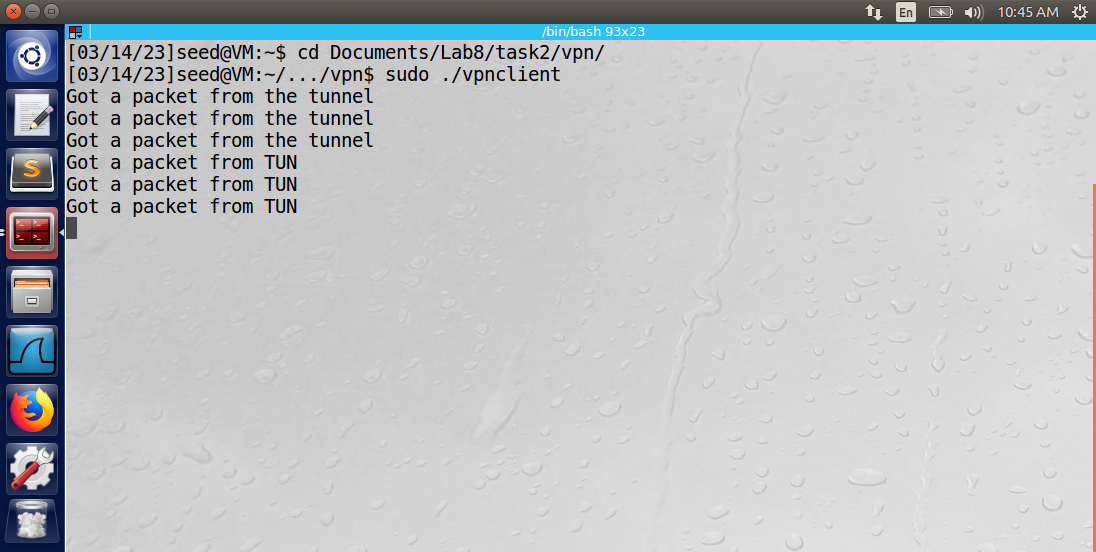 En
10:45 AM
/bin/bash 93x23
[03/14/23]seed@VM:~$ cd Documents/Lab8/task2/vpn/
[03/14/23]seed@VM:~/.../vpn$ sudo ./vpnclient
Got a packet from the tunnel
Got a packet from the tunnel
Got a packet from the tunnel
Got a packet from TUN
Got a packet from TUN
Got a packet from TUN